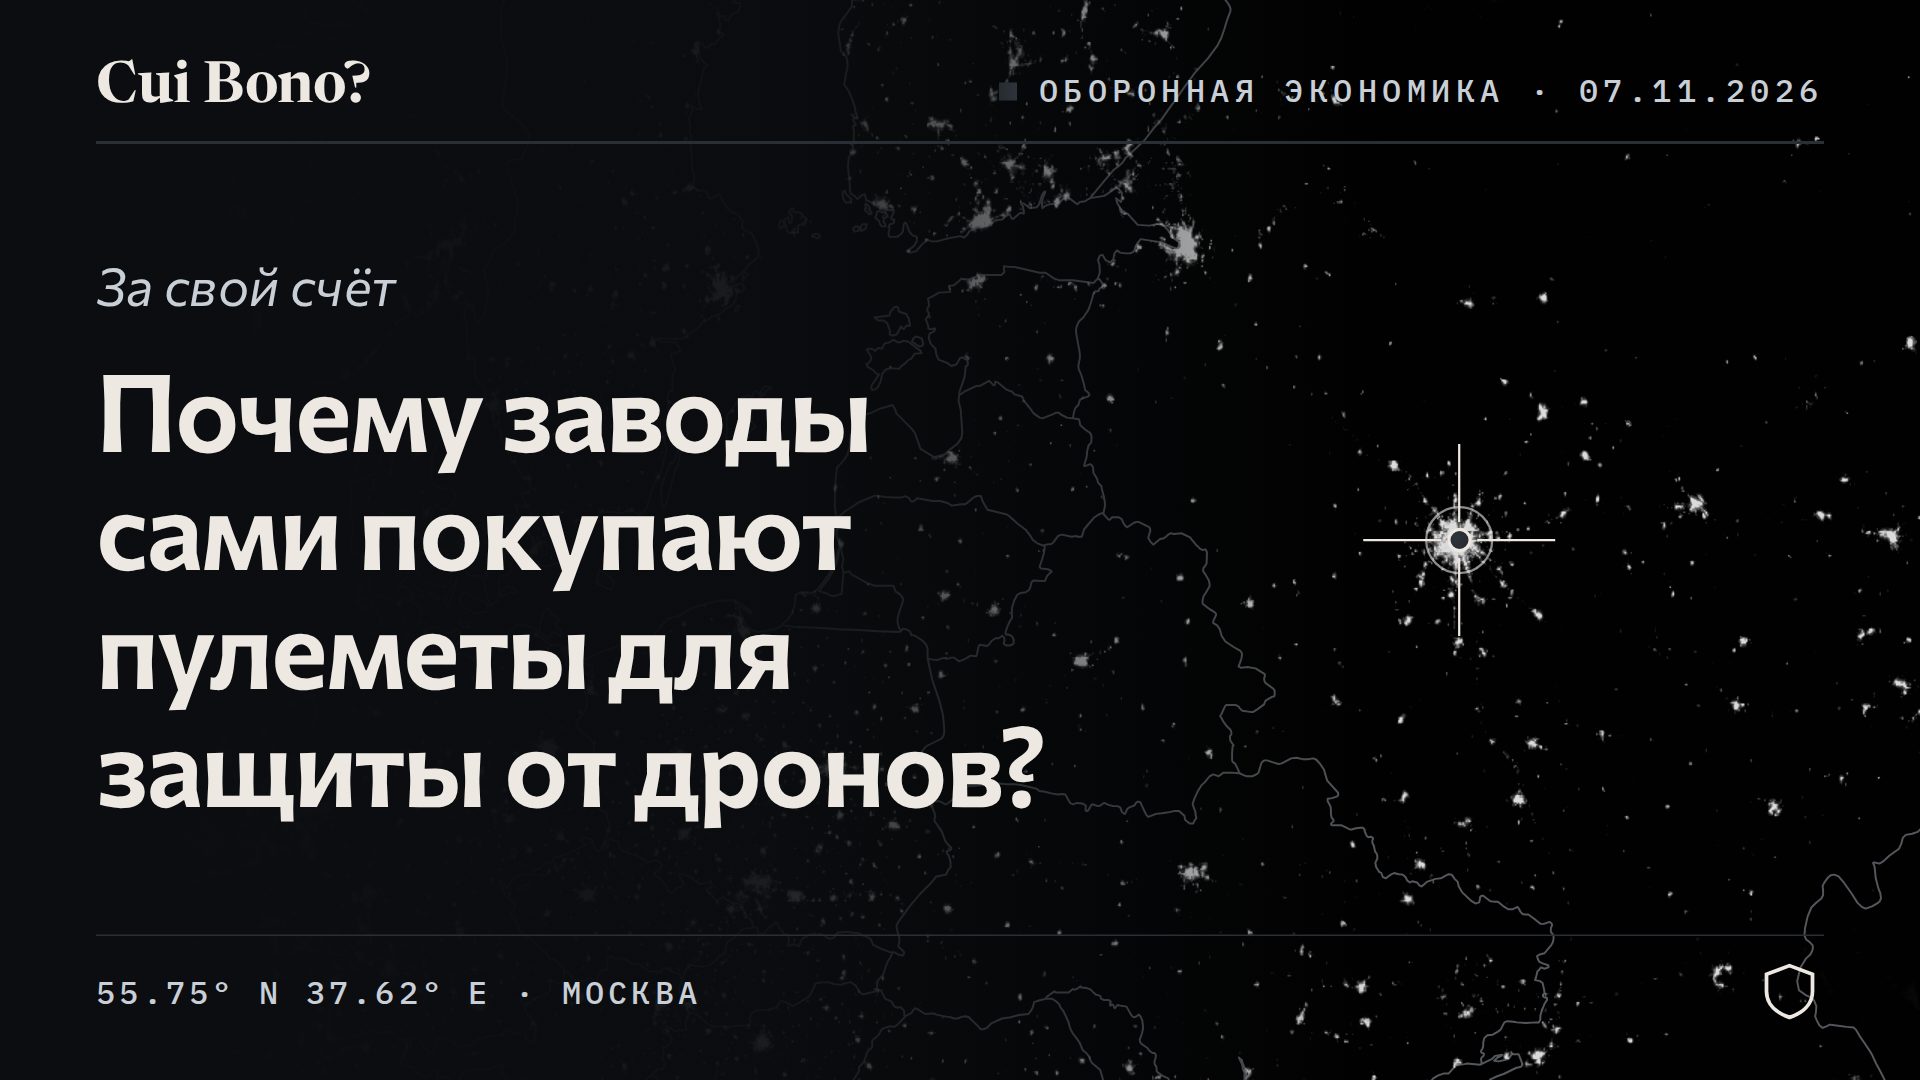 Cui Bono?
ОБОРОННАЯ ЭКОНОМИКА · 07.11.2026
За свой счёт
Почему заводы
сами покупают
пулеметы для
защиты от дронов?
55.75° N 37.62° E · МОСКВА